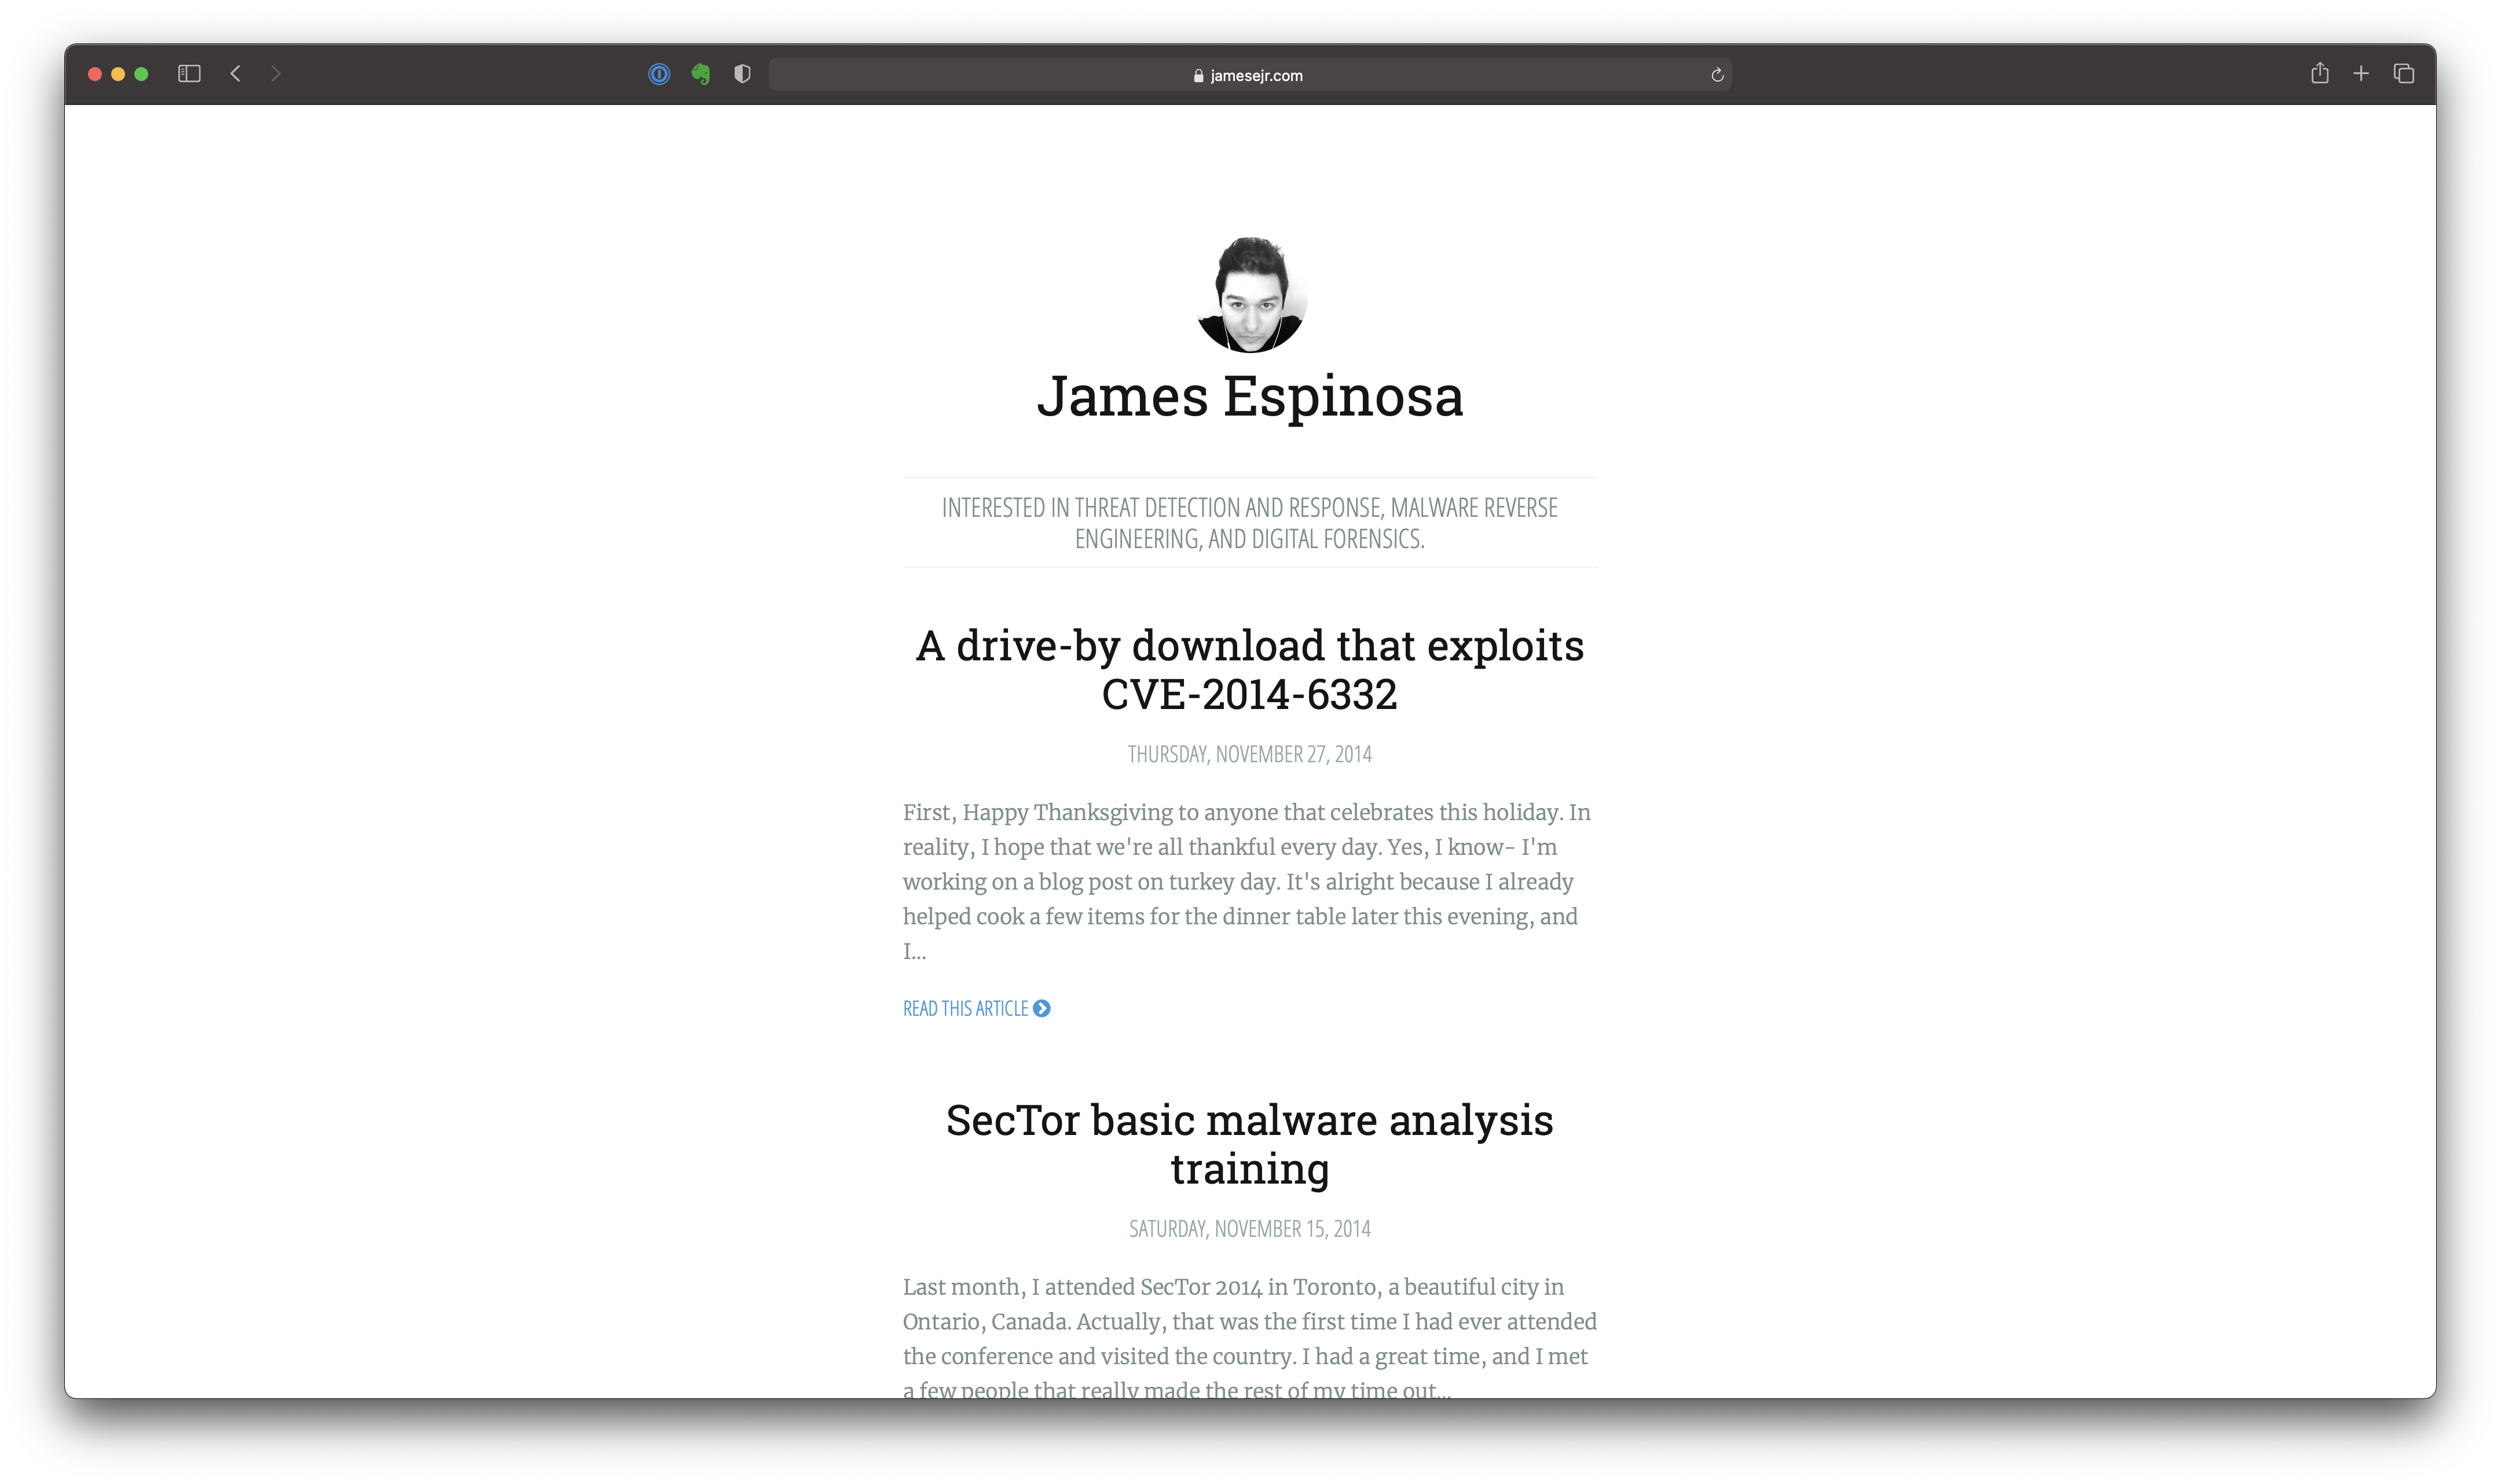 jamesejr.com
James Espinosa
INTERESTED IN THREAT DETECTION AND RESPONSE, MALWARE REVERSE
ENGINEERING, AND DIGITAL FORENSICS.
A drive-by download that exploits
CVE-2014-6332
THURSDAY, NOVEMBER 27, 2014
First, Happy Thanksgiving to anyone that celebrates this holiday. In
reality, I hope that we're all thankful every day. Yes, I know- I'm
working on a blog post on turkey day. It's alright because I already
helped cook a few items for the dinner table later this evening, and
I...
READ THIS ARTICLE
SecTor basic malware analysis
training
SATURDAY, NOVEMBER 15, 2014
Last month, I attended SecTor 2014 in Toronto, a beautiful city in
Ontario, Canada. Actually, that was the first time I had ever attended
the conference and visited the country. I had a great time, and I met
a few people that really made the rest of my time out...